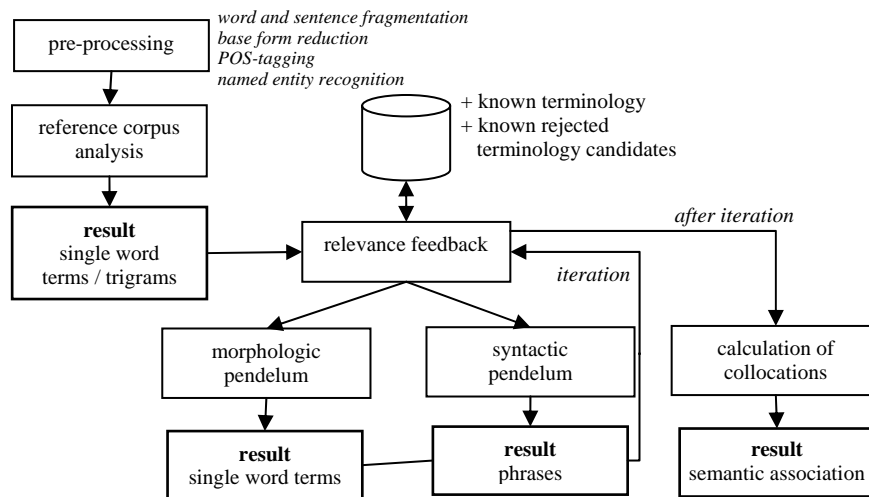 pre-processing
word and sentence fragmentation
base form reduction
POS-tagging
named entity recognition
reference corpus
analysis
+ known terminology
+ known rejected
terminology candidates
result
single word
terms / trigrams
relevance feedback
after iteration
iteration
morphologic
pendelum
syntactic
pendelum
calculation of
collocations
result
single word terms
result
phrases
result
semantic association